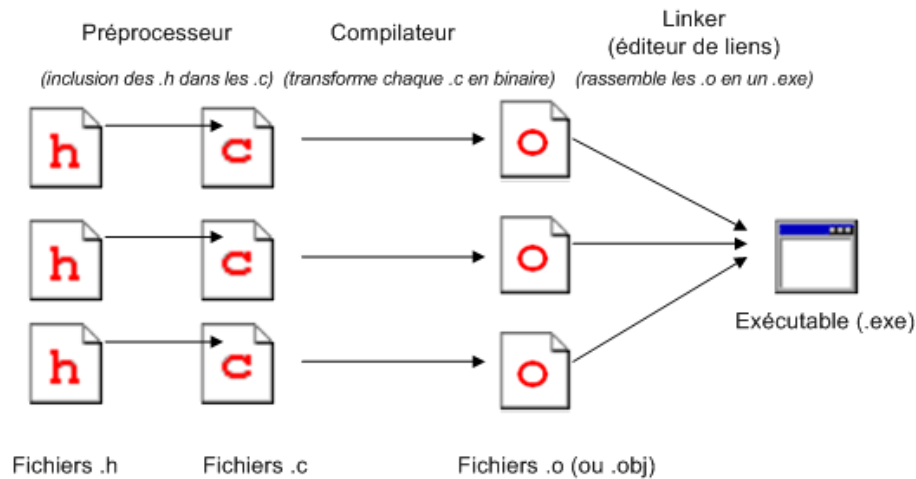 Préprocesseur
Compilateur
Linker
(éditeur de liens)
(inclusion des .h dans les .c)
(transforme chaque .c en binaire)
(rassemble les .o en un .exe)
h
c
o
h
c
o
h
c
o
Exécutable (.exe)
Fichiers .h
Fichiers .c
Fichiers .o (ou .obj)